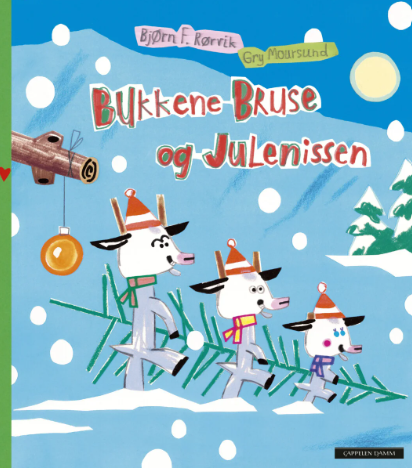 Bjørn F. Rørvik
Gry Moursund
Bukkene Bruse
og Julenissen
CAPPELEN DAMM